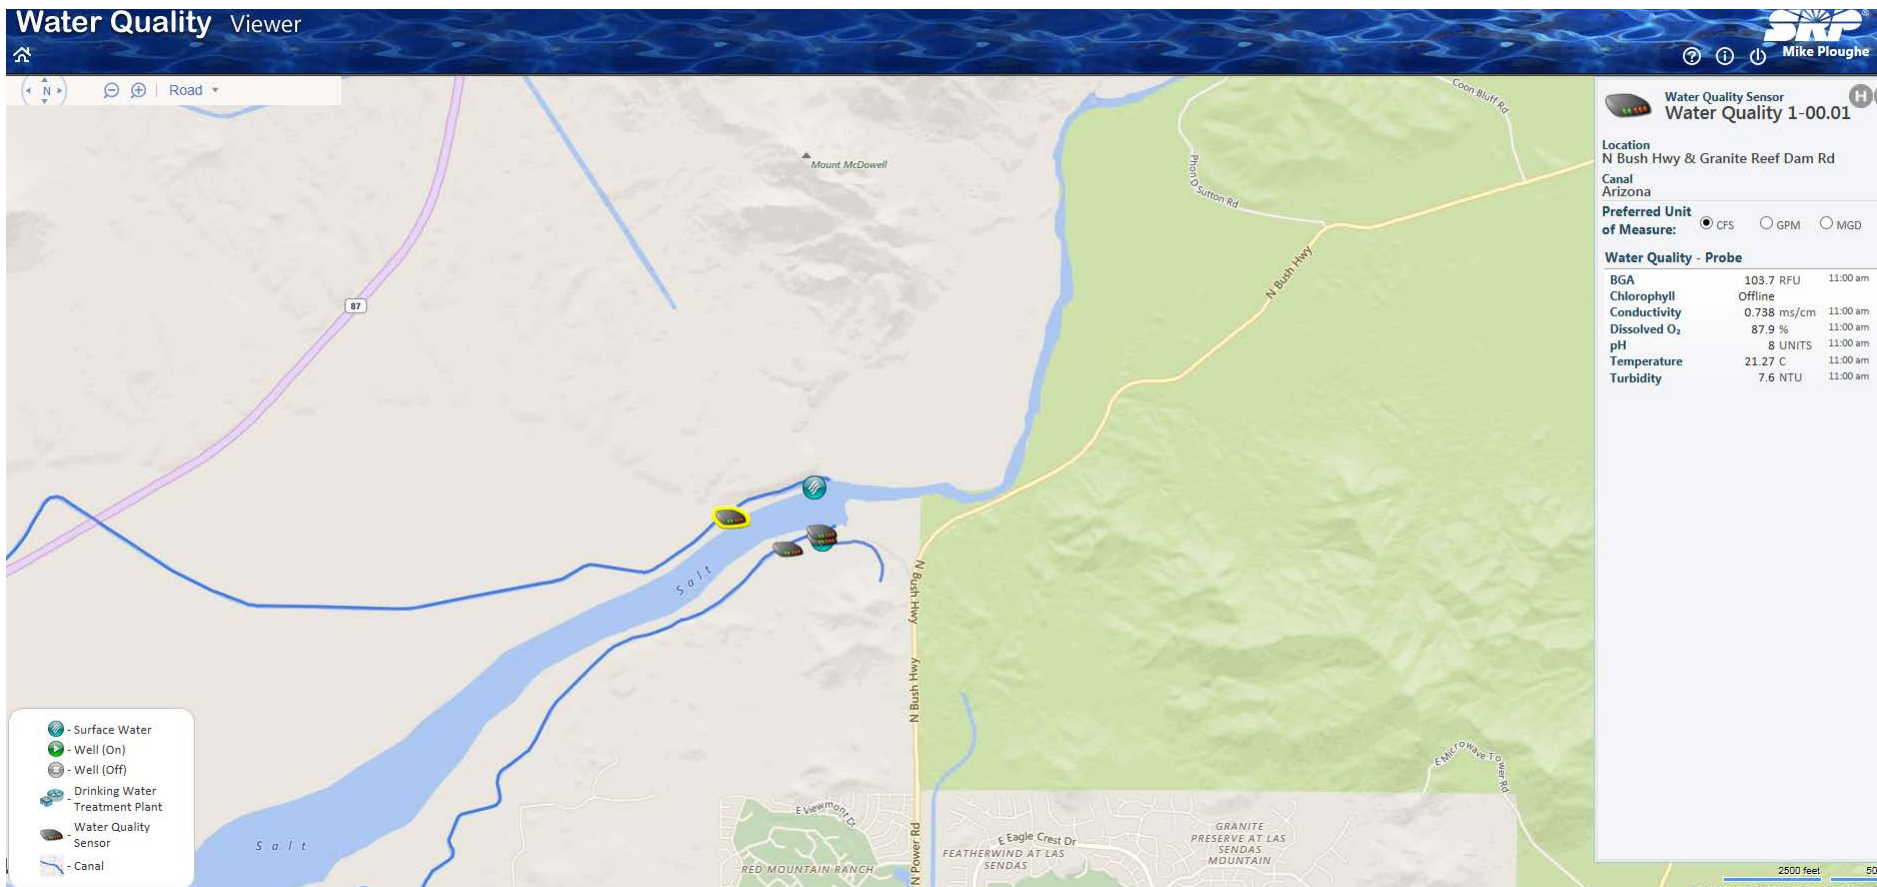 Water Quality Viewer
SRP
Mike Ploughe
N
Road
Coon Bluff Rd
Mount McDowell
Phon D Sutton Rd
N Bush Hwy
87
Salt
N Bush Hwy
N Bush Hwy
E Microwave Tower Rd
Salt
E Viewmont Cr
N Power Rd
E Eagle Crest Dr
FEATHERWIND AT LAS
SENDAS
GRANITE
PRESERVE AT LAS
SENDAS
MOUNTAIN
RED MOUNTAIN RANCH
- Surface Water
- Well (On)
- Well (Off)
- Drinking Water
Treatment Plant
- Water Quality
Sensor
- Canal
Water Quality Sensor
H
Water Quality 1-00.01
Location
N Bush Hwy & Granite Reef Dam Rd
Canal
Arizona
Preferred Unit
of Measure: CFS GPM MGD
Water Quality - Probe
BGA 103.7 RFU 11:00 am
Chlorophyll Offline
Conductivity 0.738 ms/cm 11:00 am
Dissolved O₂ 87.9 % 11:00 am
pH 8 UNITS 11:00 am
Temperature 21.27 C 11:00 am
Turbidity 7.6 NTU 11:00 am
2500 feet 50